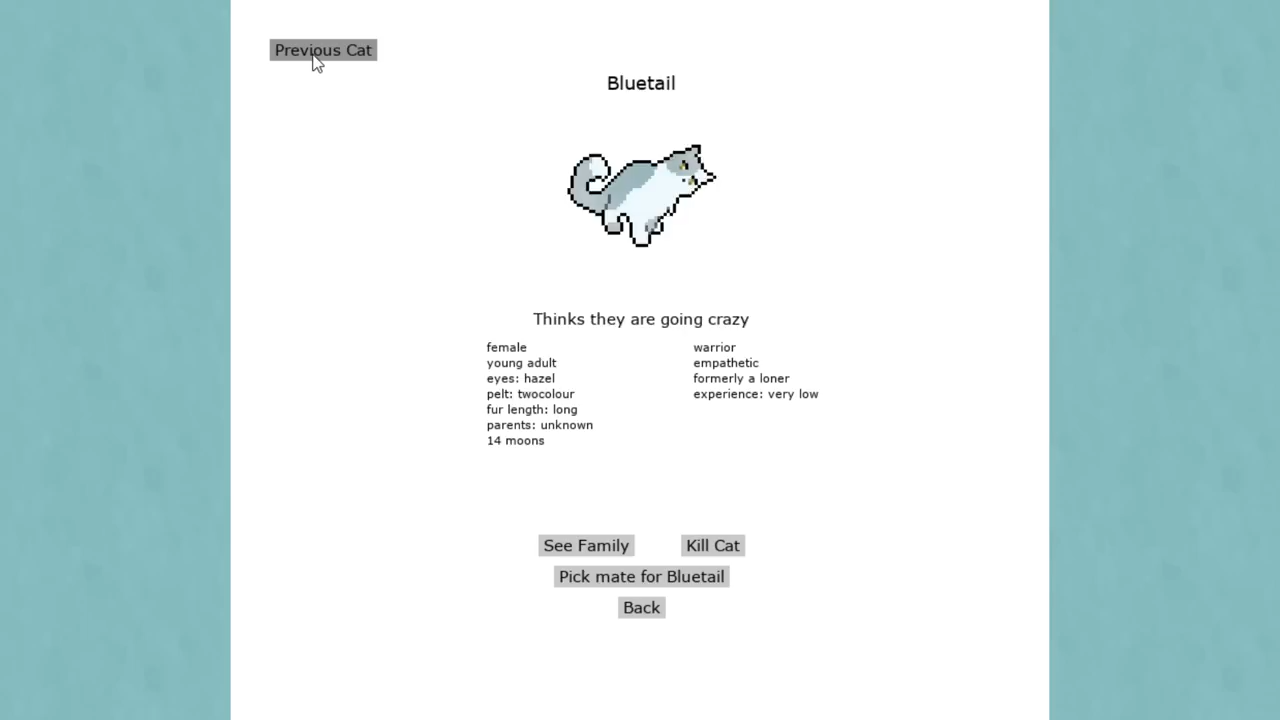 Previous Cat
Bluetail
Thinks they are going crazy
female
young adult
eyes: hazel
pelt: twocolour
fur length: long
parents: unknown
14 moons
warrior
empathetic
formerly a loner
experience: very low
See Family
Kill Cat
Pick mate for Bluetail
Back